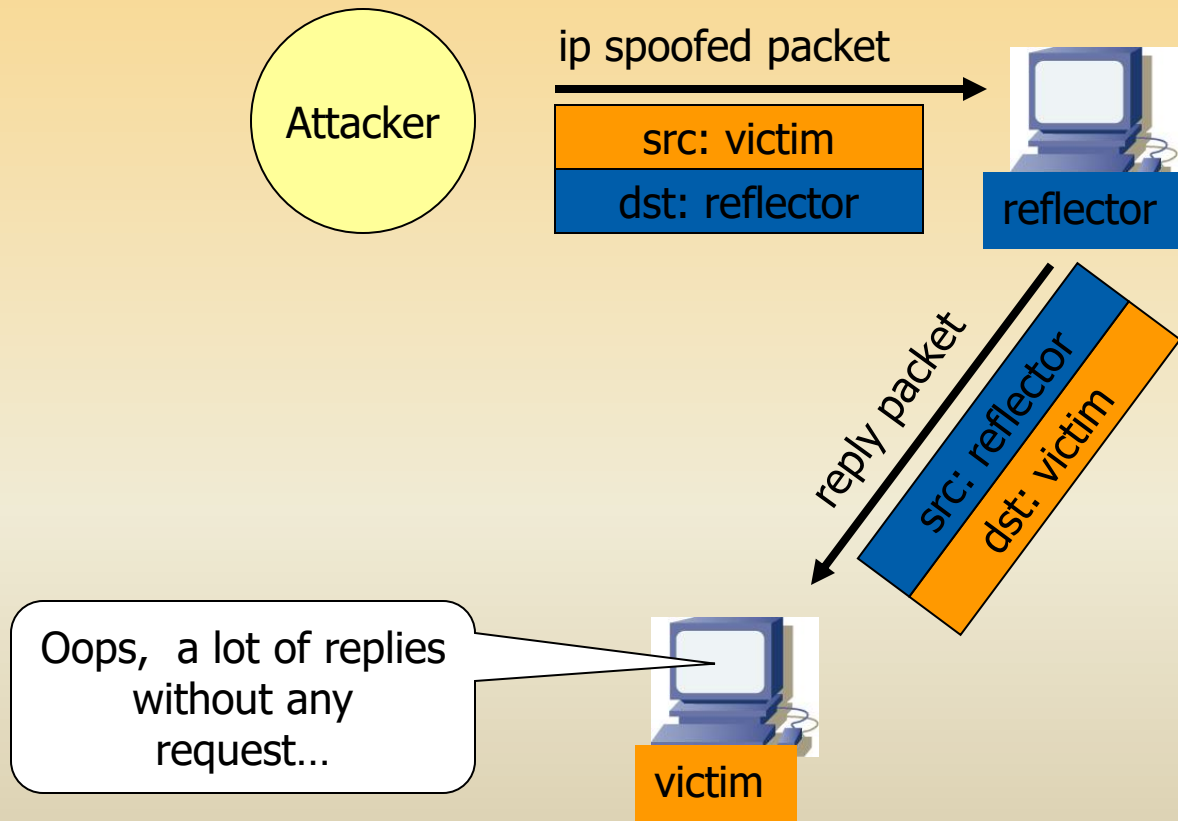 ip spoofed packet
Attacker
src: victim
dst: reflector
reflector
reply packet
src: reflector
dst: victim
Oops,  a lot of replies
without any
request…
victim